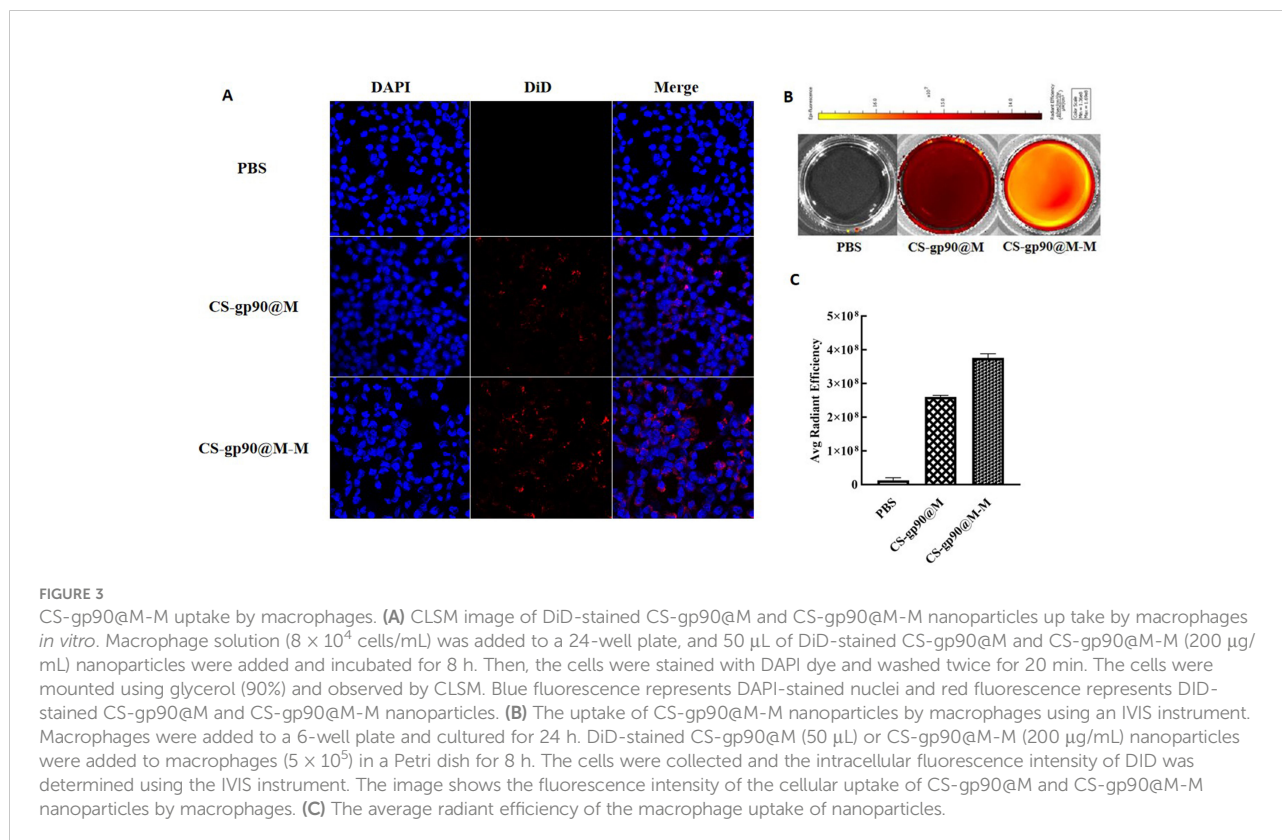 A
DAPI
DiD
Merge
PBS
CS-gp90@M
CS-gp90@M-M
B
Epi-fluorescence
Radiant Efficiency
Color Scale
PBS
CS-gp90@M
CS-gp90@M-M
C
Avg Radiant Efficiency
5×10⁸
4×10⁸
3×10⁸
2×10⁸
1×10⁸
0
PBS
CS-gp90@M
CS-gp90@M-M
FIGURE 3
CS-gp90@M-M uptake by macrophages. (A) CLSM image of DiD-stained CS-gp90@M and CS-gp90@M-M nanoparticles up take by macrophages
in vitro. Macrophage solution (8 × 10⁴ cells/mL) was added to a 24-well plate, and 50 μL of DiD-stained CS-gp90@M and CS-gp90@M-M (200 μg/
mL) nanoparticles were added and incubated for 8 h. Then, the cells were stained with DAPI dye and washed twice for 20 min. The cells were
mounted using glycerol (90%) and observed by CLSM. Blue fluorescence represents DAPI-stained nuclei and red fluorescence represents DID-
stained CS-gp90@M and CS-gp90@M-M nanoparticles. (B) The uptake of CS-gp90@M-M nanoparticles by macrophages using an IVIS instrument.
Macrophages were added to a 6-well plate and cultured for 24 h. DiD-stained CS-gp90@M (50 μL) or CS-gp90@M-M (200 μg/mL) nanoparticles
were added to macrophages (5 × 10⁵) in a Petri dish for 8 h. The cells were collected and the intracellular fluorescence intensity of DID was
determined using the IVIS instrument. The image shows the fluorescence intensity of the cellular uptake of CS-gp90@M and CS-gp90@M-M
nanoparticles by macrophages. (C) The average radiant efficiency of the macrophage uptake of nanoparticles.